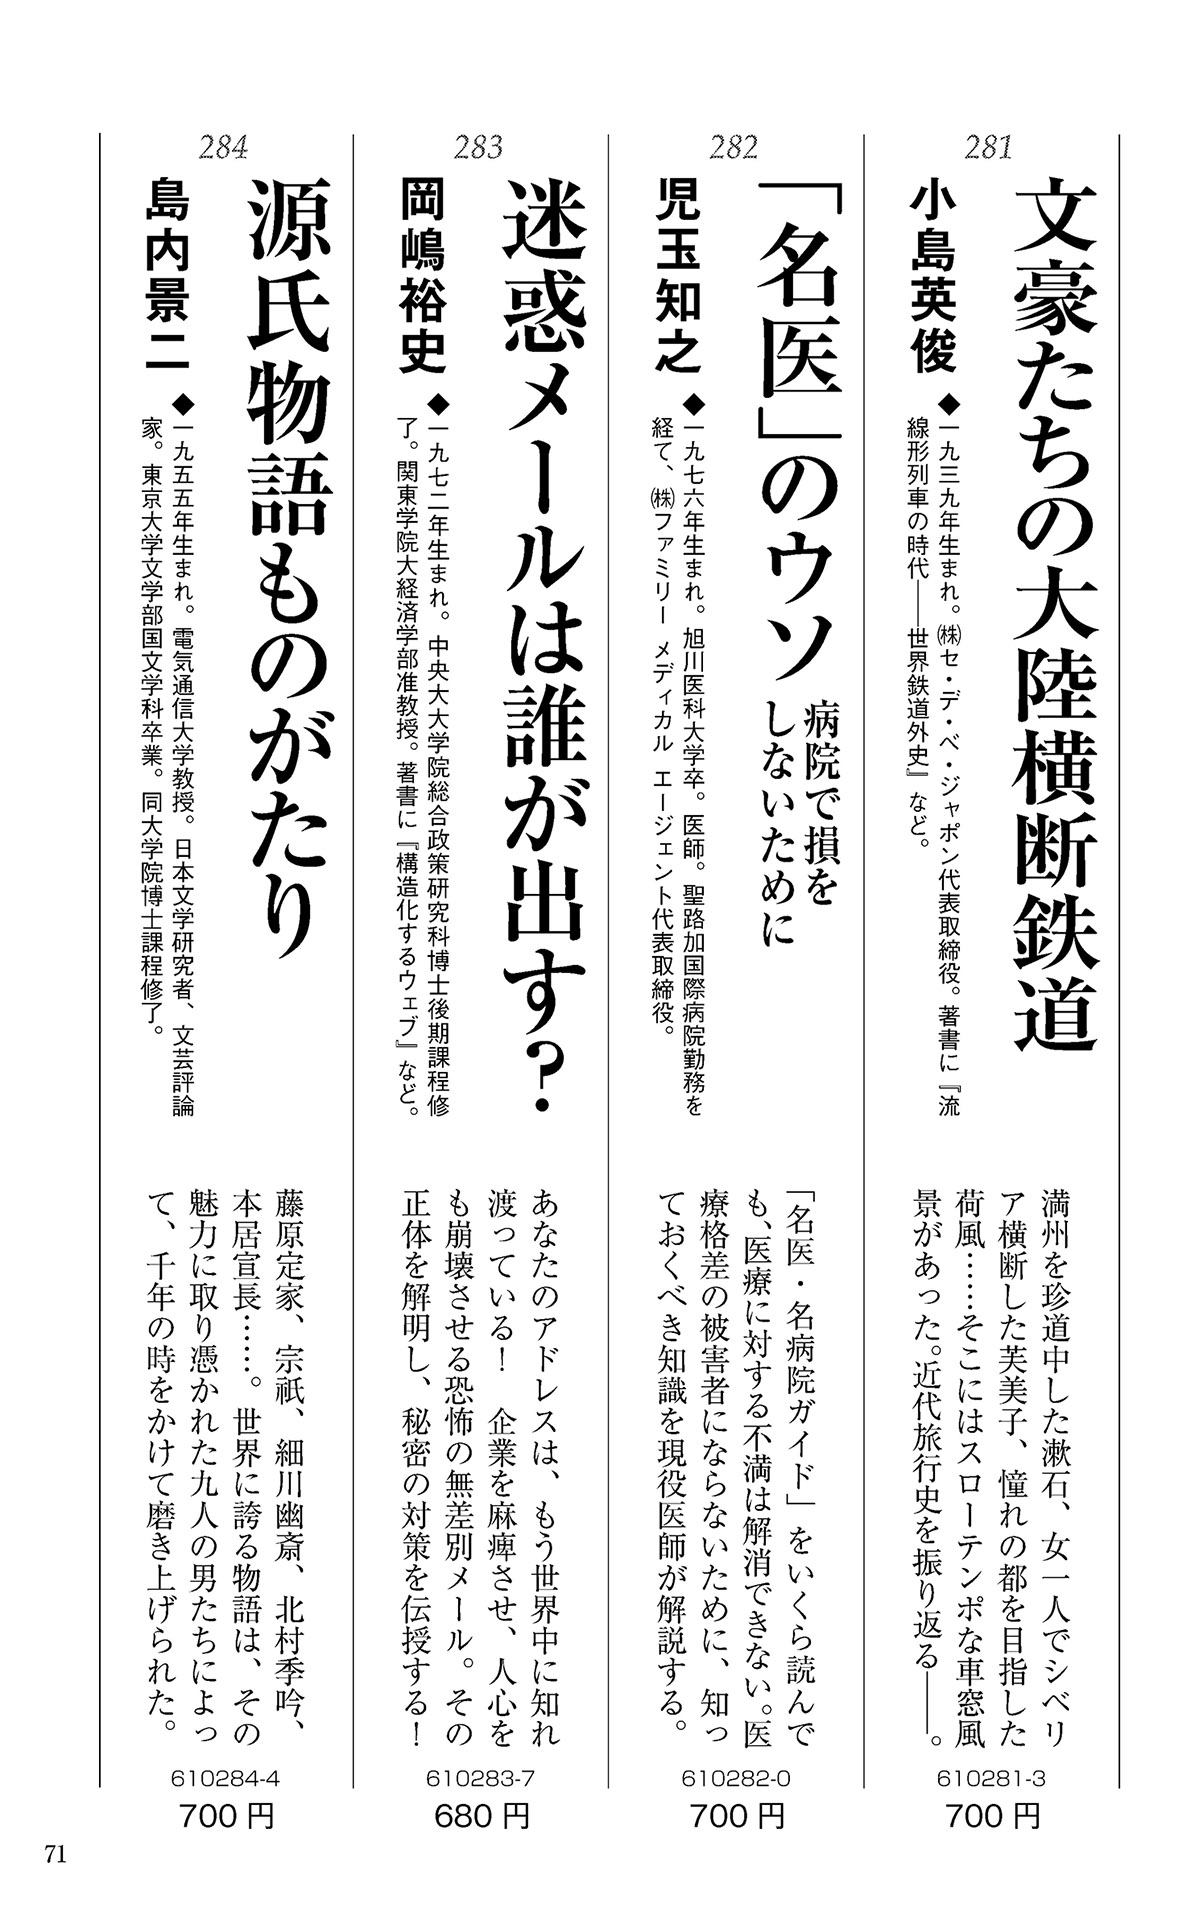 281
文豪たちの大陸横断鉄道
小島英俊
◆一九三九年生まれ。㈱セ・デ・ベ・ジャポン代表取締役。著書に『流
線形列車の時代――世界鉄道外史』など。
満州を珍道中した漱石、女一人でシベリ
ア横断した芙美子、憧れの都を目指した
荷風……そこにはスローテンポな車窓風
景があった。近代旅行史を振り返る――。
610281-3
700円
282
「名医」のウソ
病院で損を
しないために
児玉知之
◆一九七六年生まれ。旭川医科大学卒。医師。聖路加国際病院勤務を
経て、㈱ファミリー メディカル エージェント代表取締役。
「名医・名病院ガイド」をいくら読んで
も、医療に対する不満は解消できない。医
療格差の被害者にならないために、知っ
ておくべき知識を現役医師が解説する。
610282-0
700円
283
迷惑メールは誰が出す？
岡嶋裕史
◆一九七二年生まれ。中央大大学院総合政策研究科博士後期課程修
了。関東学院大経済学部准教授。著書に『構造化するウェブ』など。
あなたのアドレスは、もう世界中に知れ
渡っている！　企業を麻痺させ、人心を
も崩壊させる恐怖の無差別メール。その
正体を解明し、秘密の対策を伝授する！
610283-7
680円
284
源氏物語ものがたり
島内景二
◆一九五五年生まれ。電気通信大学教授。日本文学研究者、文芸評論
家。東京大学文学部国文学科卒業。同大学院博士課程修了。
藤原定家、宗祇、細川幽斎、北村季吟、
本居宣長……。世界に誇る物語は、その
魅力に取り憑かれた九人の男たちによっ
て、千年の時をかけて磨き上げられた。
610284-4
700円
71